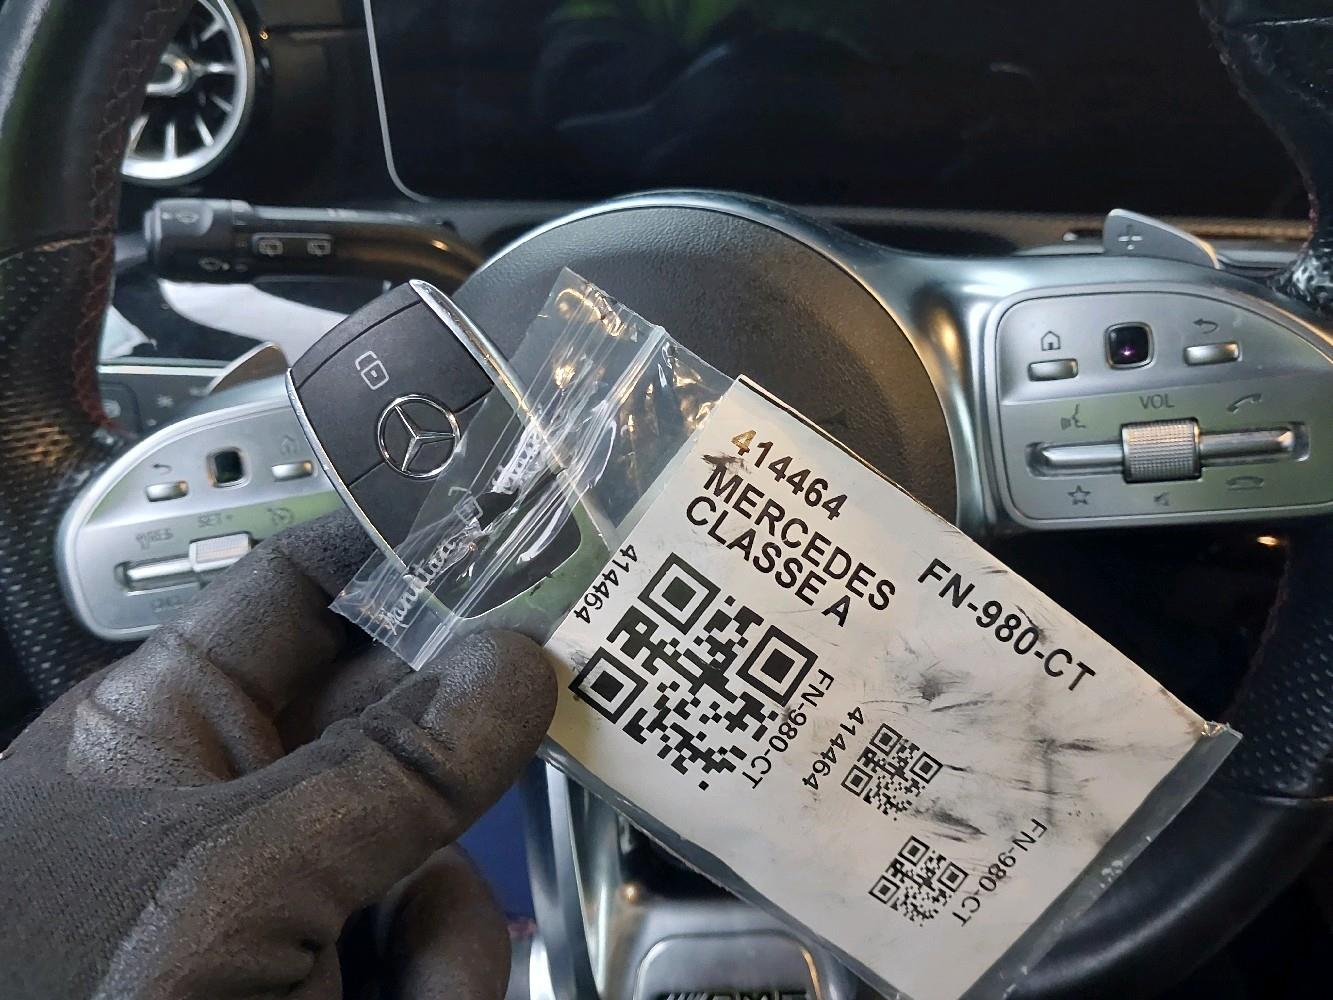 414464
MERCEDES
CLASSE A
FN-980-CT
414464
FN-980-CT
414464
FN-980-CT
VOL
RES
SET+